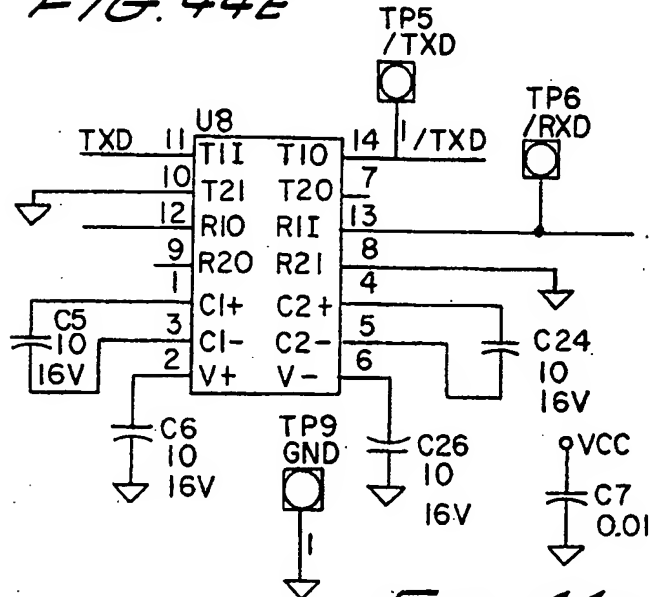 FIG. 44E
TP5
/TXD
TP6
/RXD
U8
TXD 11 T1I T1O 14 1 /TXD
10 T2I T2O 7
12 R1O R1I 13
9 R2O R2I 8
1 C1+ C2+ 4
3 C1- C2- 5
2 V+ V- 6
C5
10
16V
C24
10
16V
C6
10
16V
TP9
GND
1
C26
10
16V
VCC
C7
0.01